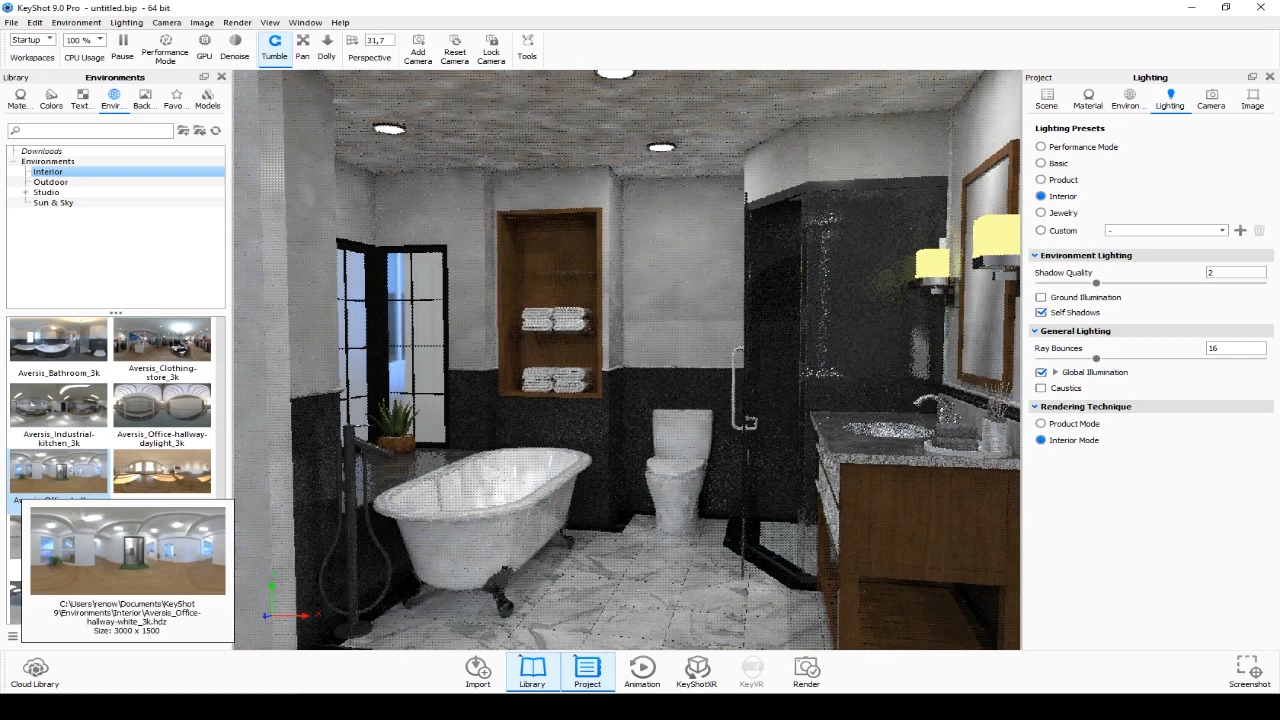 KeyShot 9.0 Pro - untitled.bip - 64 bit
File Edit Environment Lighting Camera Image Render View Window Help
Startup
100 %
31,7
Workspaces
CPU Usage
Pause
Performance
Mode
GPU
Denoise
Tumble
Pan
Dolly
Perspective
Add
Camera
Reset
Camera
Lock
Camera
Tools
Library
Environments
Mate...
Colors
Text...
Envir...
Back...
Favo...
Models
Downloads
Environments
Interior
Outdoor
Studio
Sun & Sky
Aversis_Bathroom_3k
Aversis_Clothing-
store_3k
Aversis_Industrial-
kitchen_3k
Aversis_Office-hallway-
daylight_3k
C:\Users\renow\Documents\KeyShot
9\Environments\Interior\Aversis_Office-
hallway-white_3k.hdz
Size: 3000 x 1500
Project
Lighting
Scene
Material
Environ...
Lighting
Camera
Image
Lighting Presets
Performance Mode
Basic
Product
Interior
Jewelry
Custom
-
Environment Lighting
Shadow Quality
2
Ground Illumination
Self Shadows
General Lighting
Ray Bounces
16
Global Illumination
Caustics
Rendering Technique
Product Mode
Interior Mode
Cloud Library
Import
Library
Project
Animation
KeyShotXR
KeyVR
Render
Screenshot